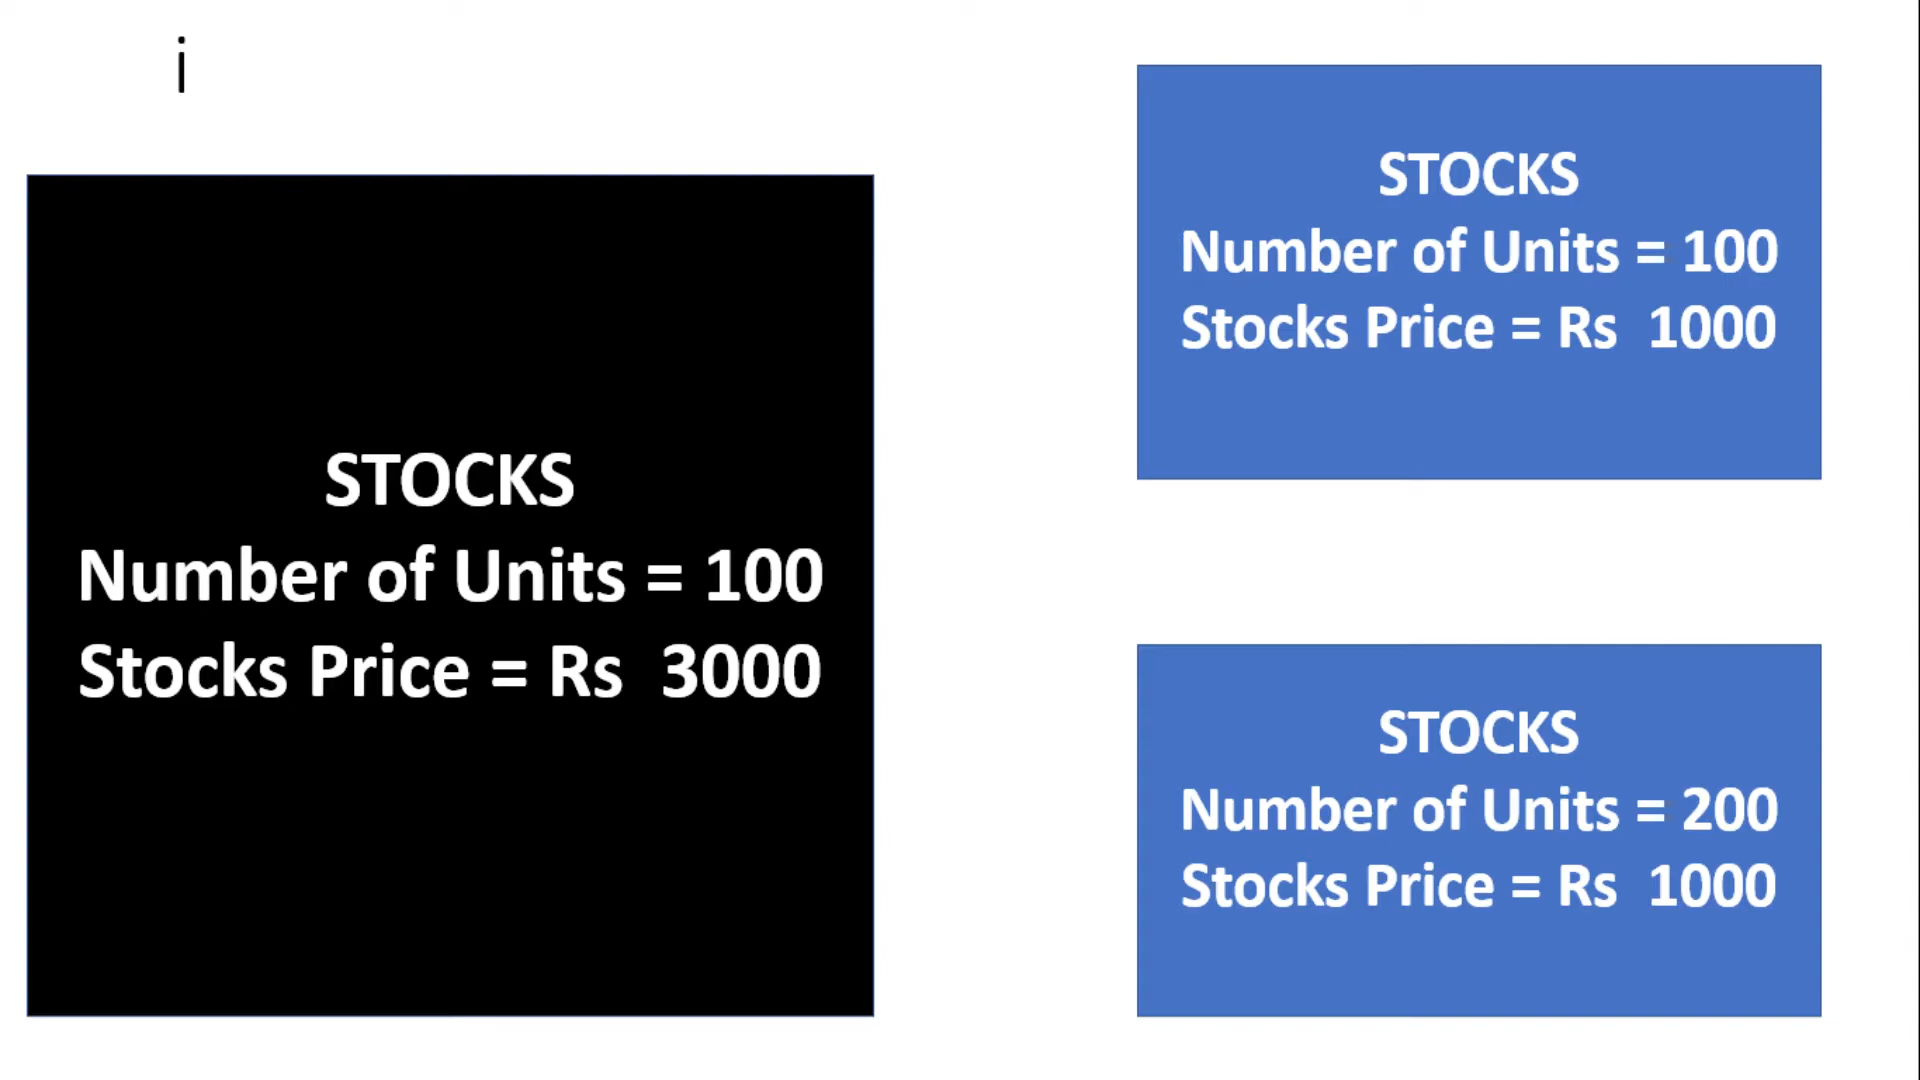 i
STOCKS
Number of Units = 100
Stocks Price = Rs  3000
STOCKS
Number of Units = 100
Stocks Price = Rs  1000
STOCKS
Number of Units = 200
Stocks Price = Rs  1000